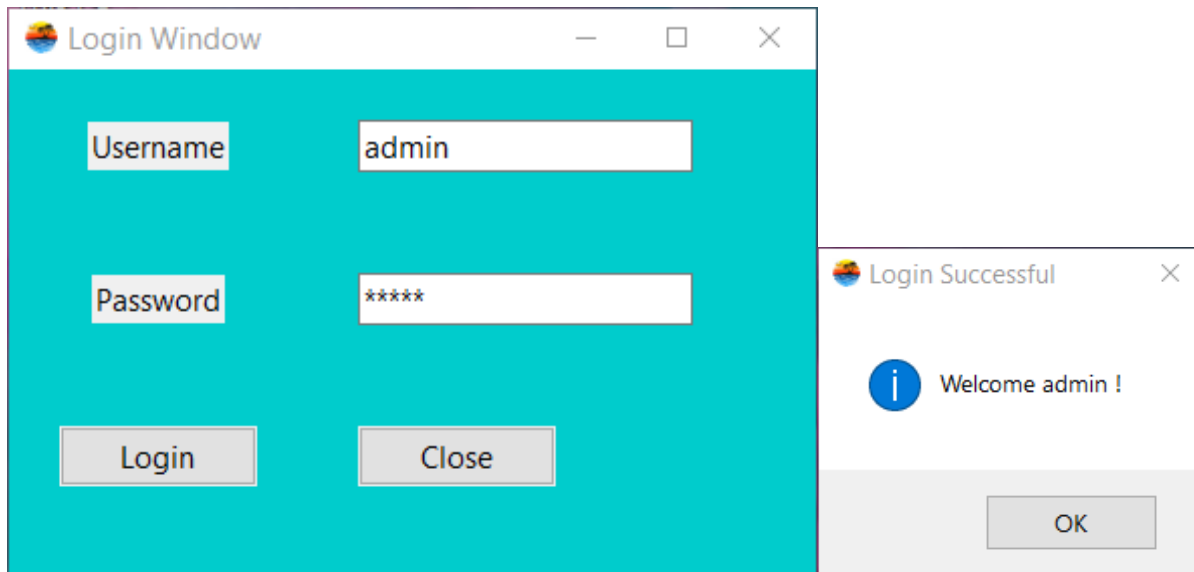 Login Window
Username
admin
Password
*****
Login
Close
Login Successful
Welcome admin !
OK